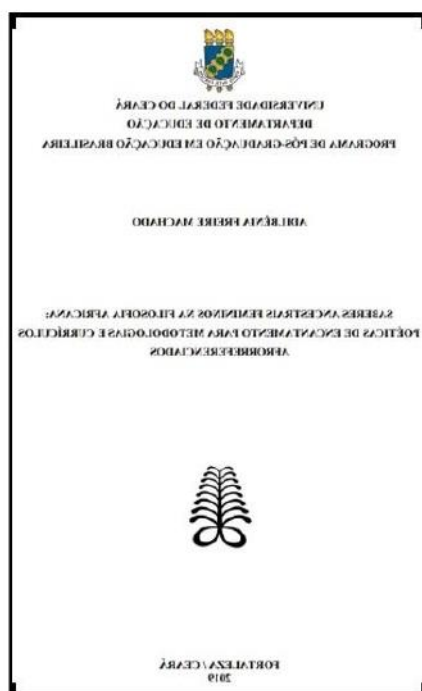 UNIVERSIDADE FEDERAL DO CEARÁ
DEPARTAMENTO DE EDUCAÇÃO
PROGRAMA DE PÓS-GRADUAÇÃO EM EDUCAÇÃO BRASILEIRA
ADILBÊNIA FREIRE MACHADO
SABERES ANCESTRAIS FEMININOS NA FILOSOFIA AFRICANA:
POÉTICAS DE ENCANTAMENTO PARA METODOLOGIAS E CURRÍCULOS
AFRORREFERENCIADOS
FORTALEZA / CEARÁ
2019